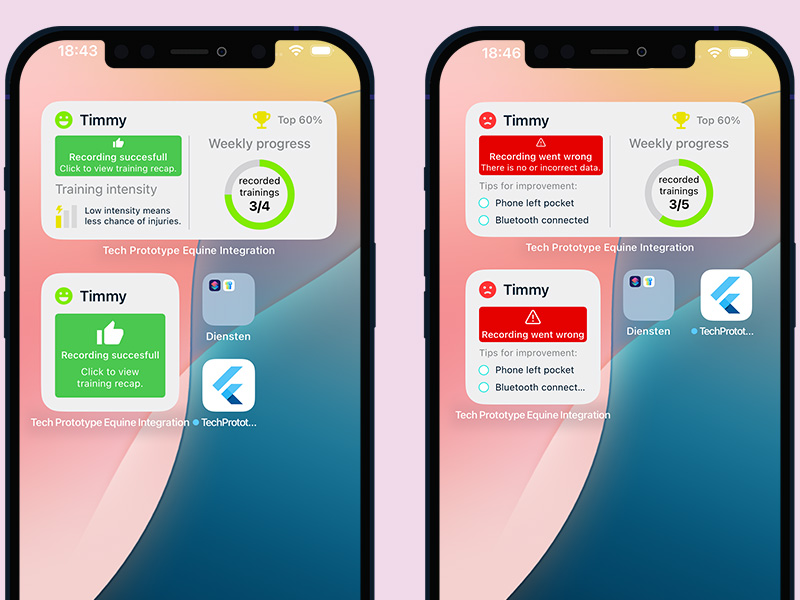 18:43
Timmy
Top 60%
Recording succesfull
Click to view training recap.
Weekly progress
Training intensity
Low intensity means
less chance of injuries.
recorded
trainings
3/4
Tech Prototype Equine Integration
Timmy
Recording succesfull
Click to view
training recap.
Diensten
Tech Prototype Equine Integration
TechProtot...
18:46
Timmy
Top 60%
Recording went wrong
There is no or incorrect data.
Weekly progress
Tips for improvement:
Phone left pocket
Bluetooth connected
recorded
trainings
3/5
Tech Prototype Equine Integration
Timmy
Recording went wrong
Tips for improvement:
Phone left pocket
Bluetooth connect...
Diensten
TechPrototo...
Tech Prototype Equine Integration